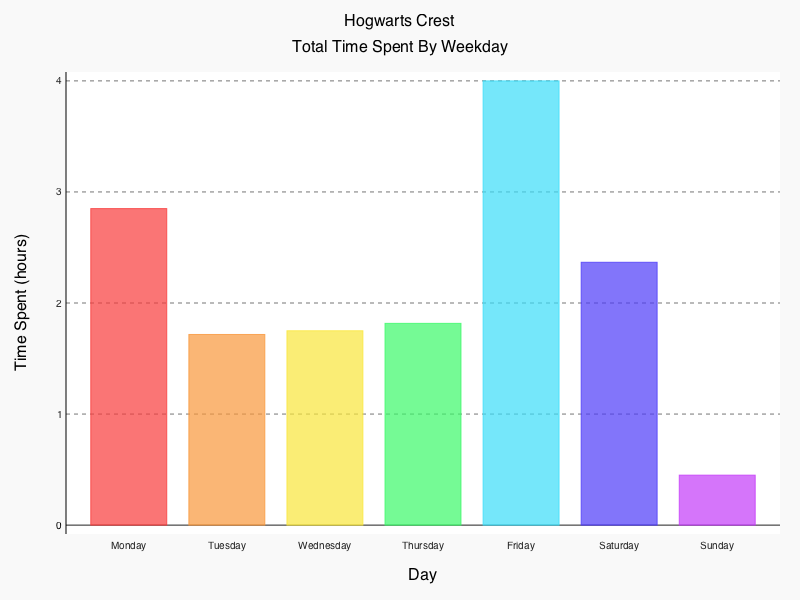 Hogwarts Crest
Total Time Spent By Weekday
Time Spent (hours)
4
3
2
1
0
Monday Tuesday Wednesday Thursday Friday Saturday Sunday
Day